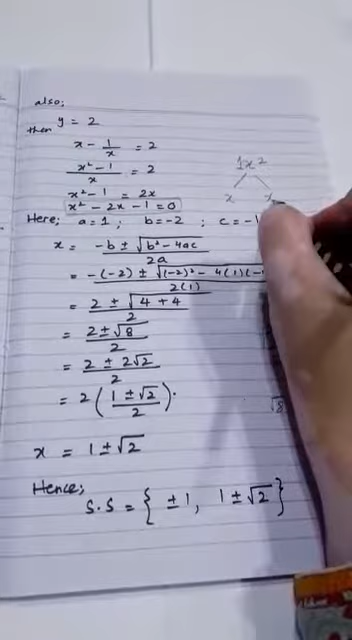 also;
y = 2
then
x - 1/x = 2
x² - 1 / x = 2
1x²
x² - 1 = 2x
x
x² - 2x - 1 = 0
Here; a = 1 ; b = -2 ; c = -1
x = -b ± √b² - 4ac / 2a
= -(-2) ± √(-2)² - 4(1)(-1 / 2(1)
= 2 ± √4 + 4 / 2
= 2 ± √8 / 2
= 2 ± 2√2 / 2
= 2 (1 ± √2 / 2).
√8
x = 1 ± √2
Hence;
S.S = { ±1, 1 ± √2 }